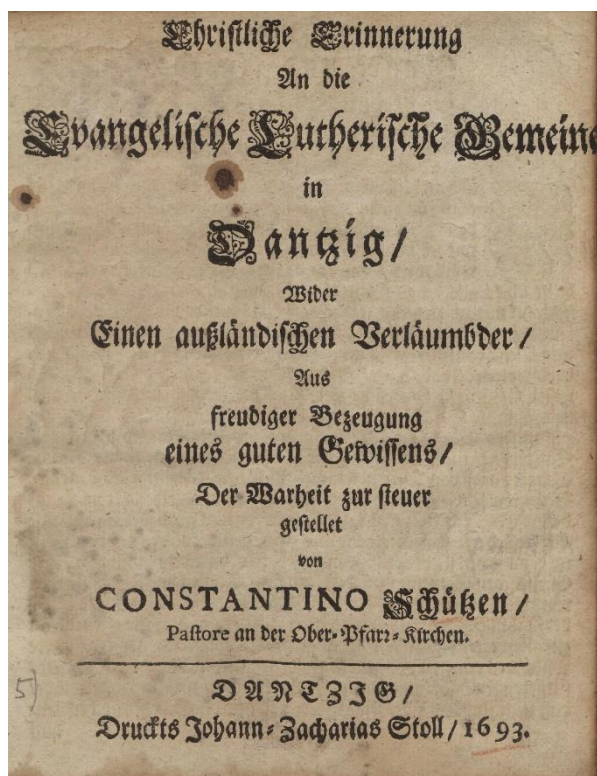 Christliche Erinnerung
An die
Evangelische Lutherische Gemeine
in
Dantzig/
Wider
Einen außländischen Verläumbder/
Aus
freudiger Bezeugung
eines guten Gewissens/
Der Warheit zur steuer
gestellet
von
CONSTANTINO Schützen/
Pastore an der Ober-Pfarr-Kirchen.
DANTZIG/
Druckts Johann-Zacharias Stoll/1693.
5)